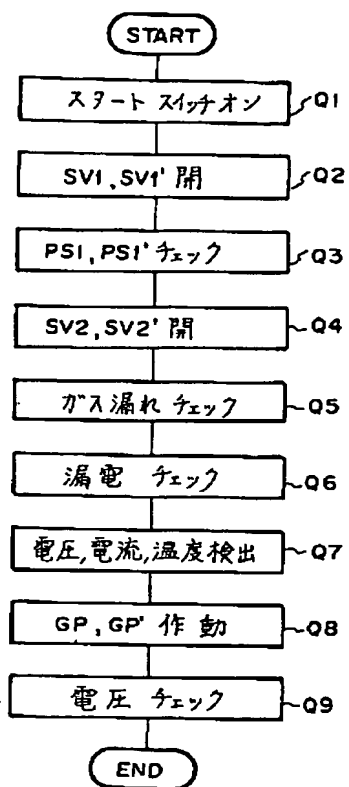 START
スタート スイッチオン Q1
SV1、SV1' 開 Q2
PS1, PS1' チェック Q3
SV2、SV2' 開 Q4
ガス漏れ チェック Q5
漏電 チェック Q6
電圧,電流,温度検出 Q7
GP, GP' 作動 Q8
電圧 チェック Q9
END